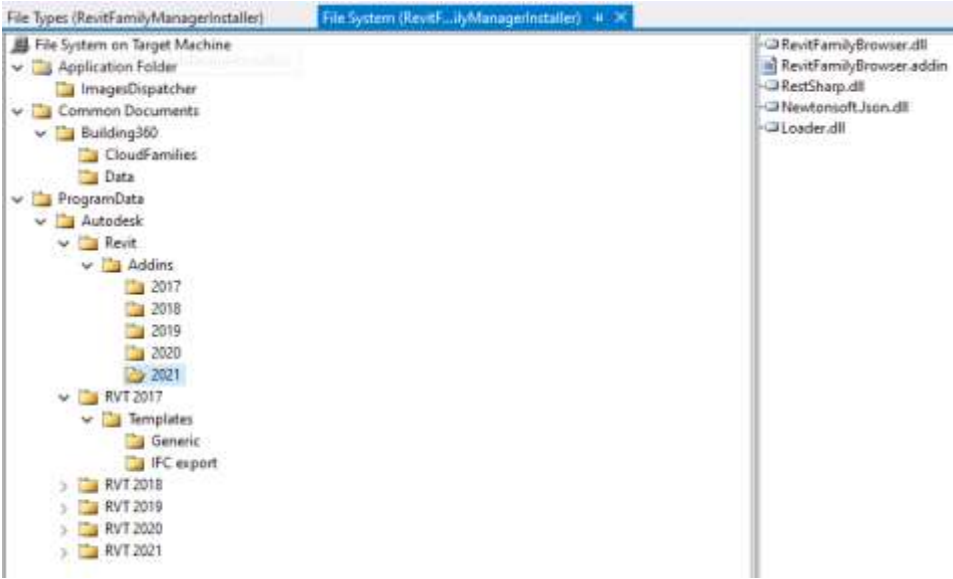 File Types (RevitFamilyManagerInstaller)
File System (RevitF...ilyManagerInstaller)
File System on Target Machine
Application Folder
ImagesDispatcher
Common Documents
Building360
CloudFamilies
Data
ProgramData
Autodesk
Revit
Addins
2017
2018
2019
2020
2021
RVT 2017
Templates
Generic
IFC export
RVT 2018
RVT 2019
RVT 2020
RVT 2021
RevitFamilyBrowser.dll
RevitFamilyBrowser.addin
RestSharp.dll
Newtonsoft.Json.dll
Loader.dll